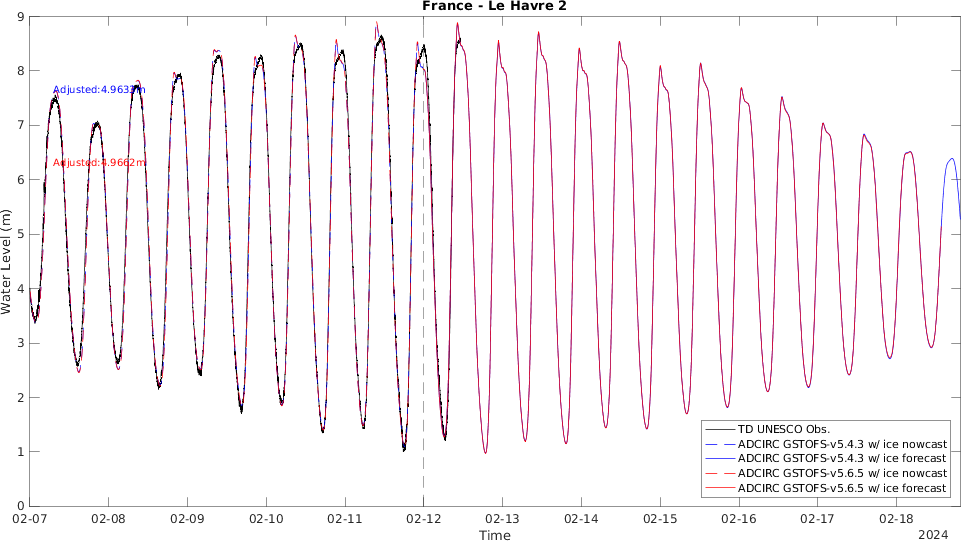 France - Le Havre 2
9
8
7
6
5
4
3
2
1
0
Water Level (m)
Adjusted:4.9633m
Adjusted:4.9662m
TD UNESCO Obs.
ADCIRC GSTOFS-v5.4.3 w/ ice nowcast
ADCIRC GSTOFS-v5.4.3 w/ ice forecast
ADCIRC GSTOFS-v5.6.5 w/ ice nowcast
ADCIRC GSTOFS-v5.6.5 w/ ice forecast
02-07 02-08 02-09 02-10 02-11 02-12 02-13 02-14 02-15 02-16 02-17 02-18
Time
2024